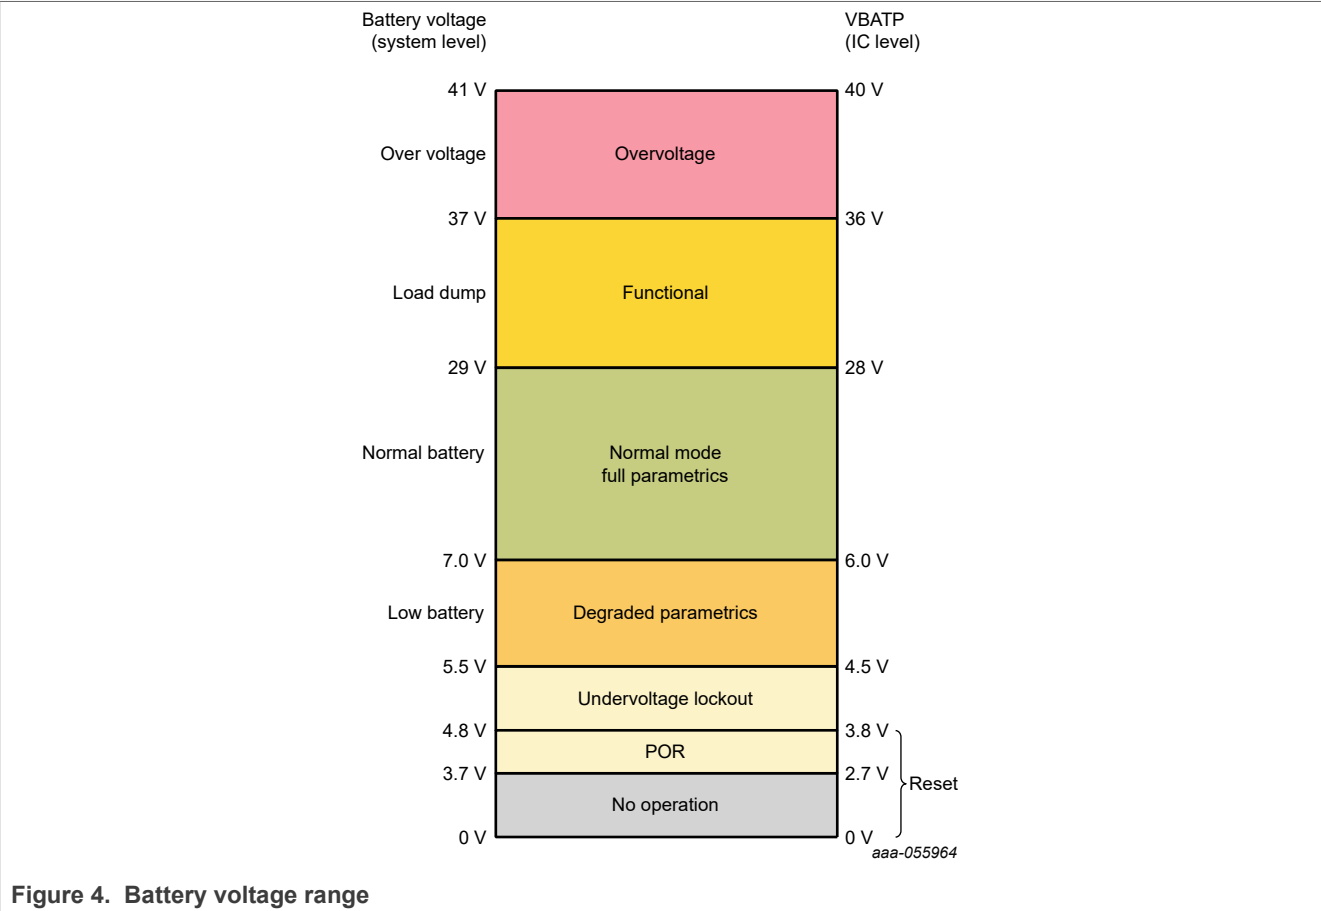 Battery voltage
(system level)
VBATP
(IC level)
41 V
40 V
Over voltage
Overvoltage
37 V
36 V
Load dump
Functional
29 V
28 V
Normal battery
Normal mode
full parametrics
7.0 V
6.0 V
Low battery
Degraded parametrics
5.5 V
4.5 V
Undervoltage lockout
4.8 V
3.8 V
POR
3.7 V
2.7 V
Reset
No operation
0 V
0 V
aaa-055964
Figure 4. Battery voltage range